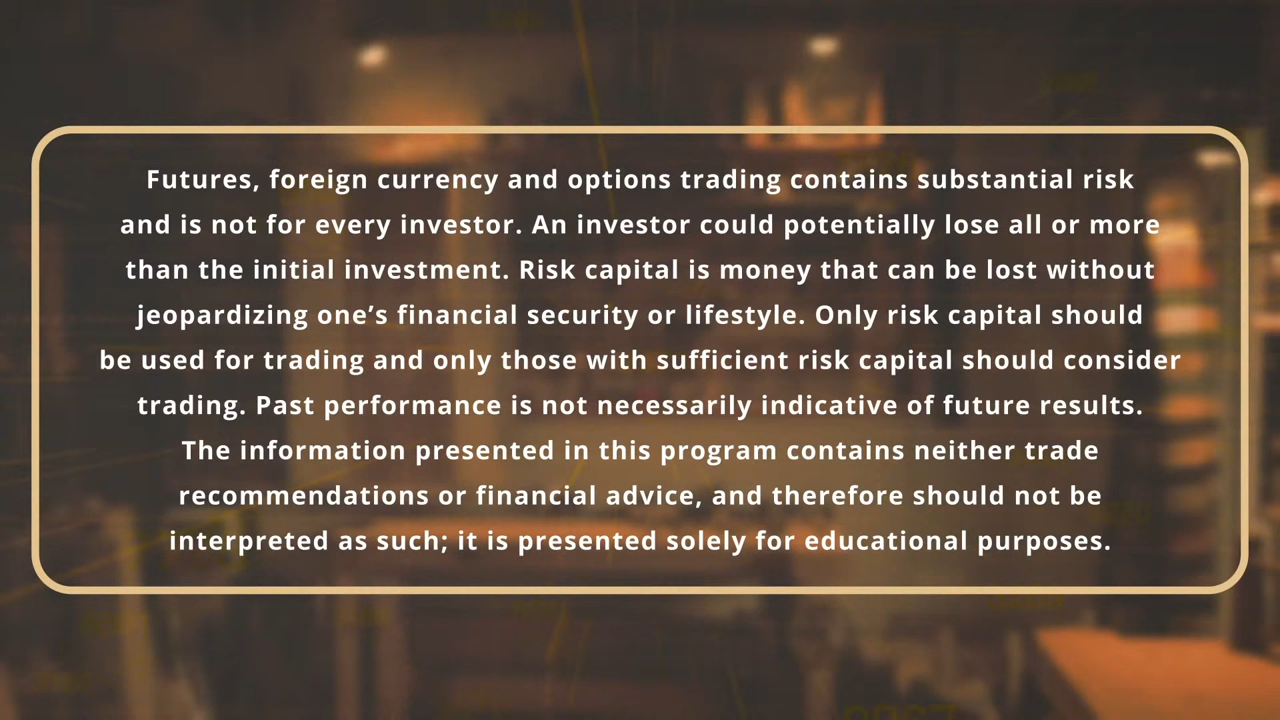 Futures, foreign currency and options trading contains substantial risk
and is not for every investor. An investor could potentially lose all or more
than the initial investment. Risk capital is money that can be lost without
jeopardizing one’s financial security or lifestyle. Only risk capital should
be used for trading and only those with sufficient risk capital should consider
trading. Past performance is not necessarily indicative of future results.
The information presented in this program contains neither trade
recommendations or financial advice, and therefore should not be
interpreted as such; it is presented solely for educational purposes.